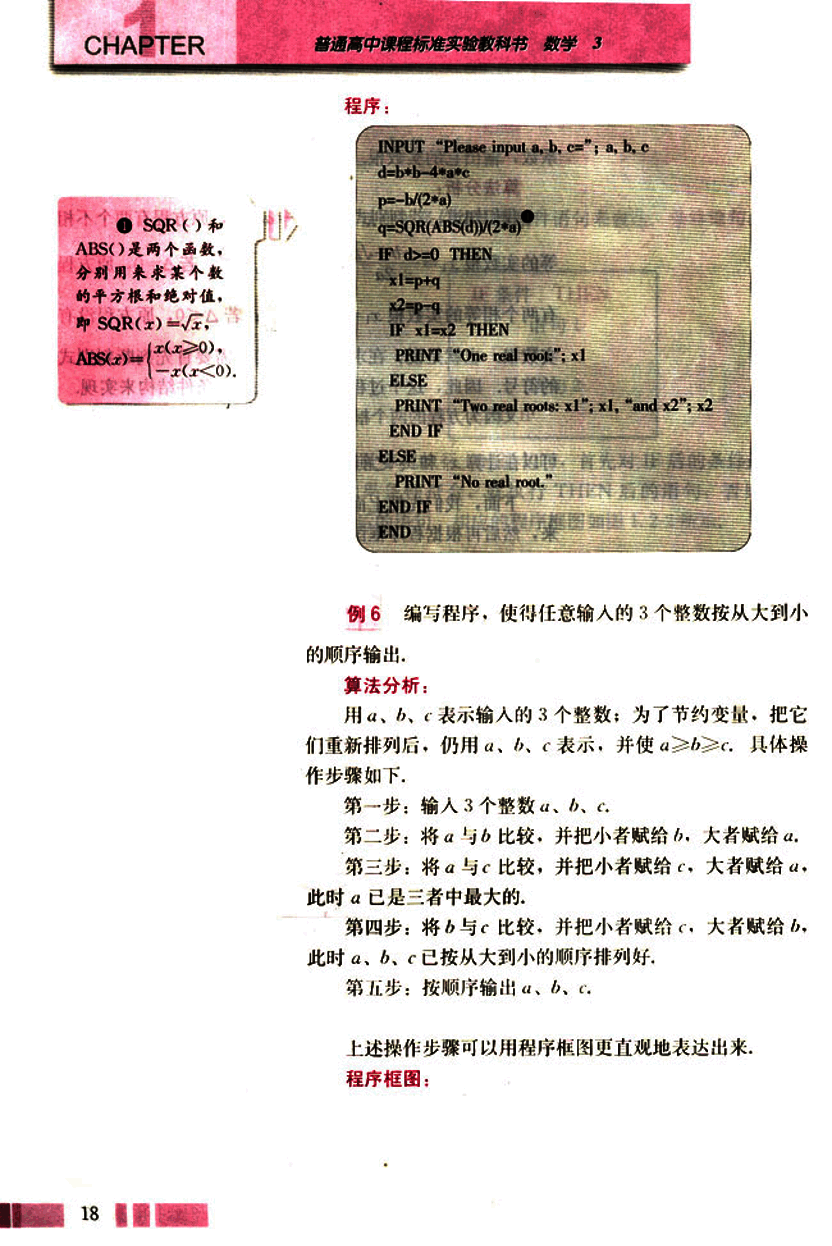 CHAPTER
普通高中课程标准实验教科书 数学 3
程序：
INPUT “Please input a, b, c=”; a, b, c
d=b*b-4*a*c
p=-b/(2*a)
q=SQR(ABS(d))/(2*a)❶
IF d>=0 THEN
x1=p+q
x2=p-q
IF x1=x2 THEN
PRINT “One real root:”; x1
ELSE
PRINT “Two real roots: x1”; x1, “and x2”; x2
END IF
ELSE
PRINT “No real root.”
END IF
END
❶ SQR ( ) 和
ABS( )是两个函数，
分别用来求某个数
的平方根和绝对值，
即 SQR(x)=√x，
ABS(x)={x(x≥0), -x(x<0).
例 6 编写程序，使得任意输入的 3 个整数按从大到小
的顺序输出.
算法分析：
用 a、b、c 表示输入的 3 个整数；为了节约变量，把它
们重新排列后，仍用 a、b、c 表示，并使 a≥b≥c. 具体操
作步骤如下.
第一步：输入 3 个整数 a、b、c.
第二步：将 a 与 b 比较，并把小者赋给 b，大者赋给 a.
第三步：将 a 与 c 比较，并把小者赋给 c，大者赋给 a，
此时 a 已是三者中最大的.
第四步：将 b 与 c 比较，并把小者赋给 c，大者赋给 b，
此时 a、b、c 已按从大到小的顺序排列好.
第五步：按顺序输出 a、b、c.
上述操作步骤可以用程序框图更直观地表达出来.
程序框图：
18